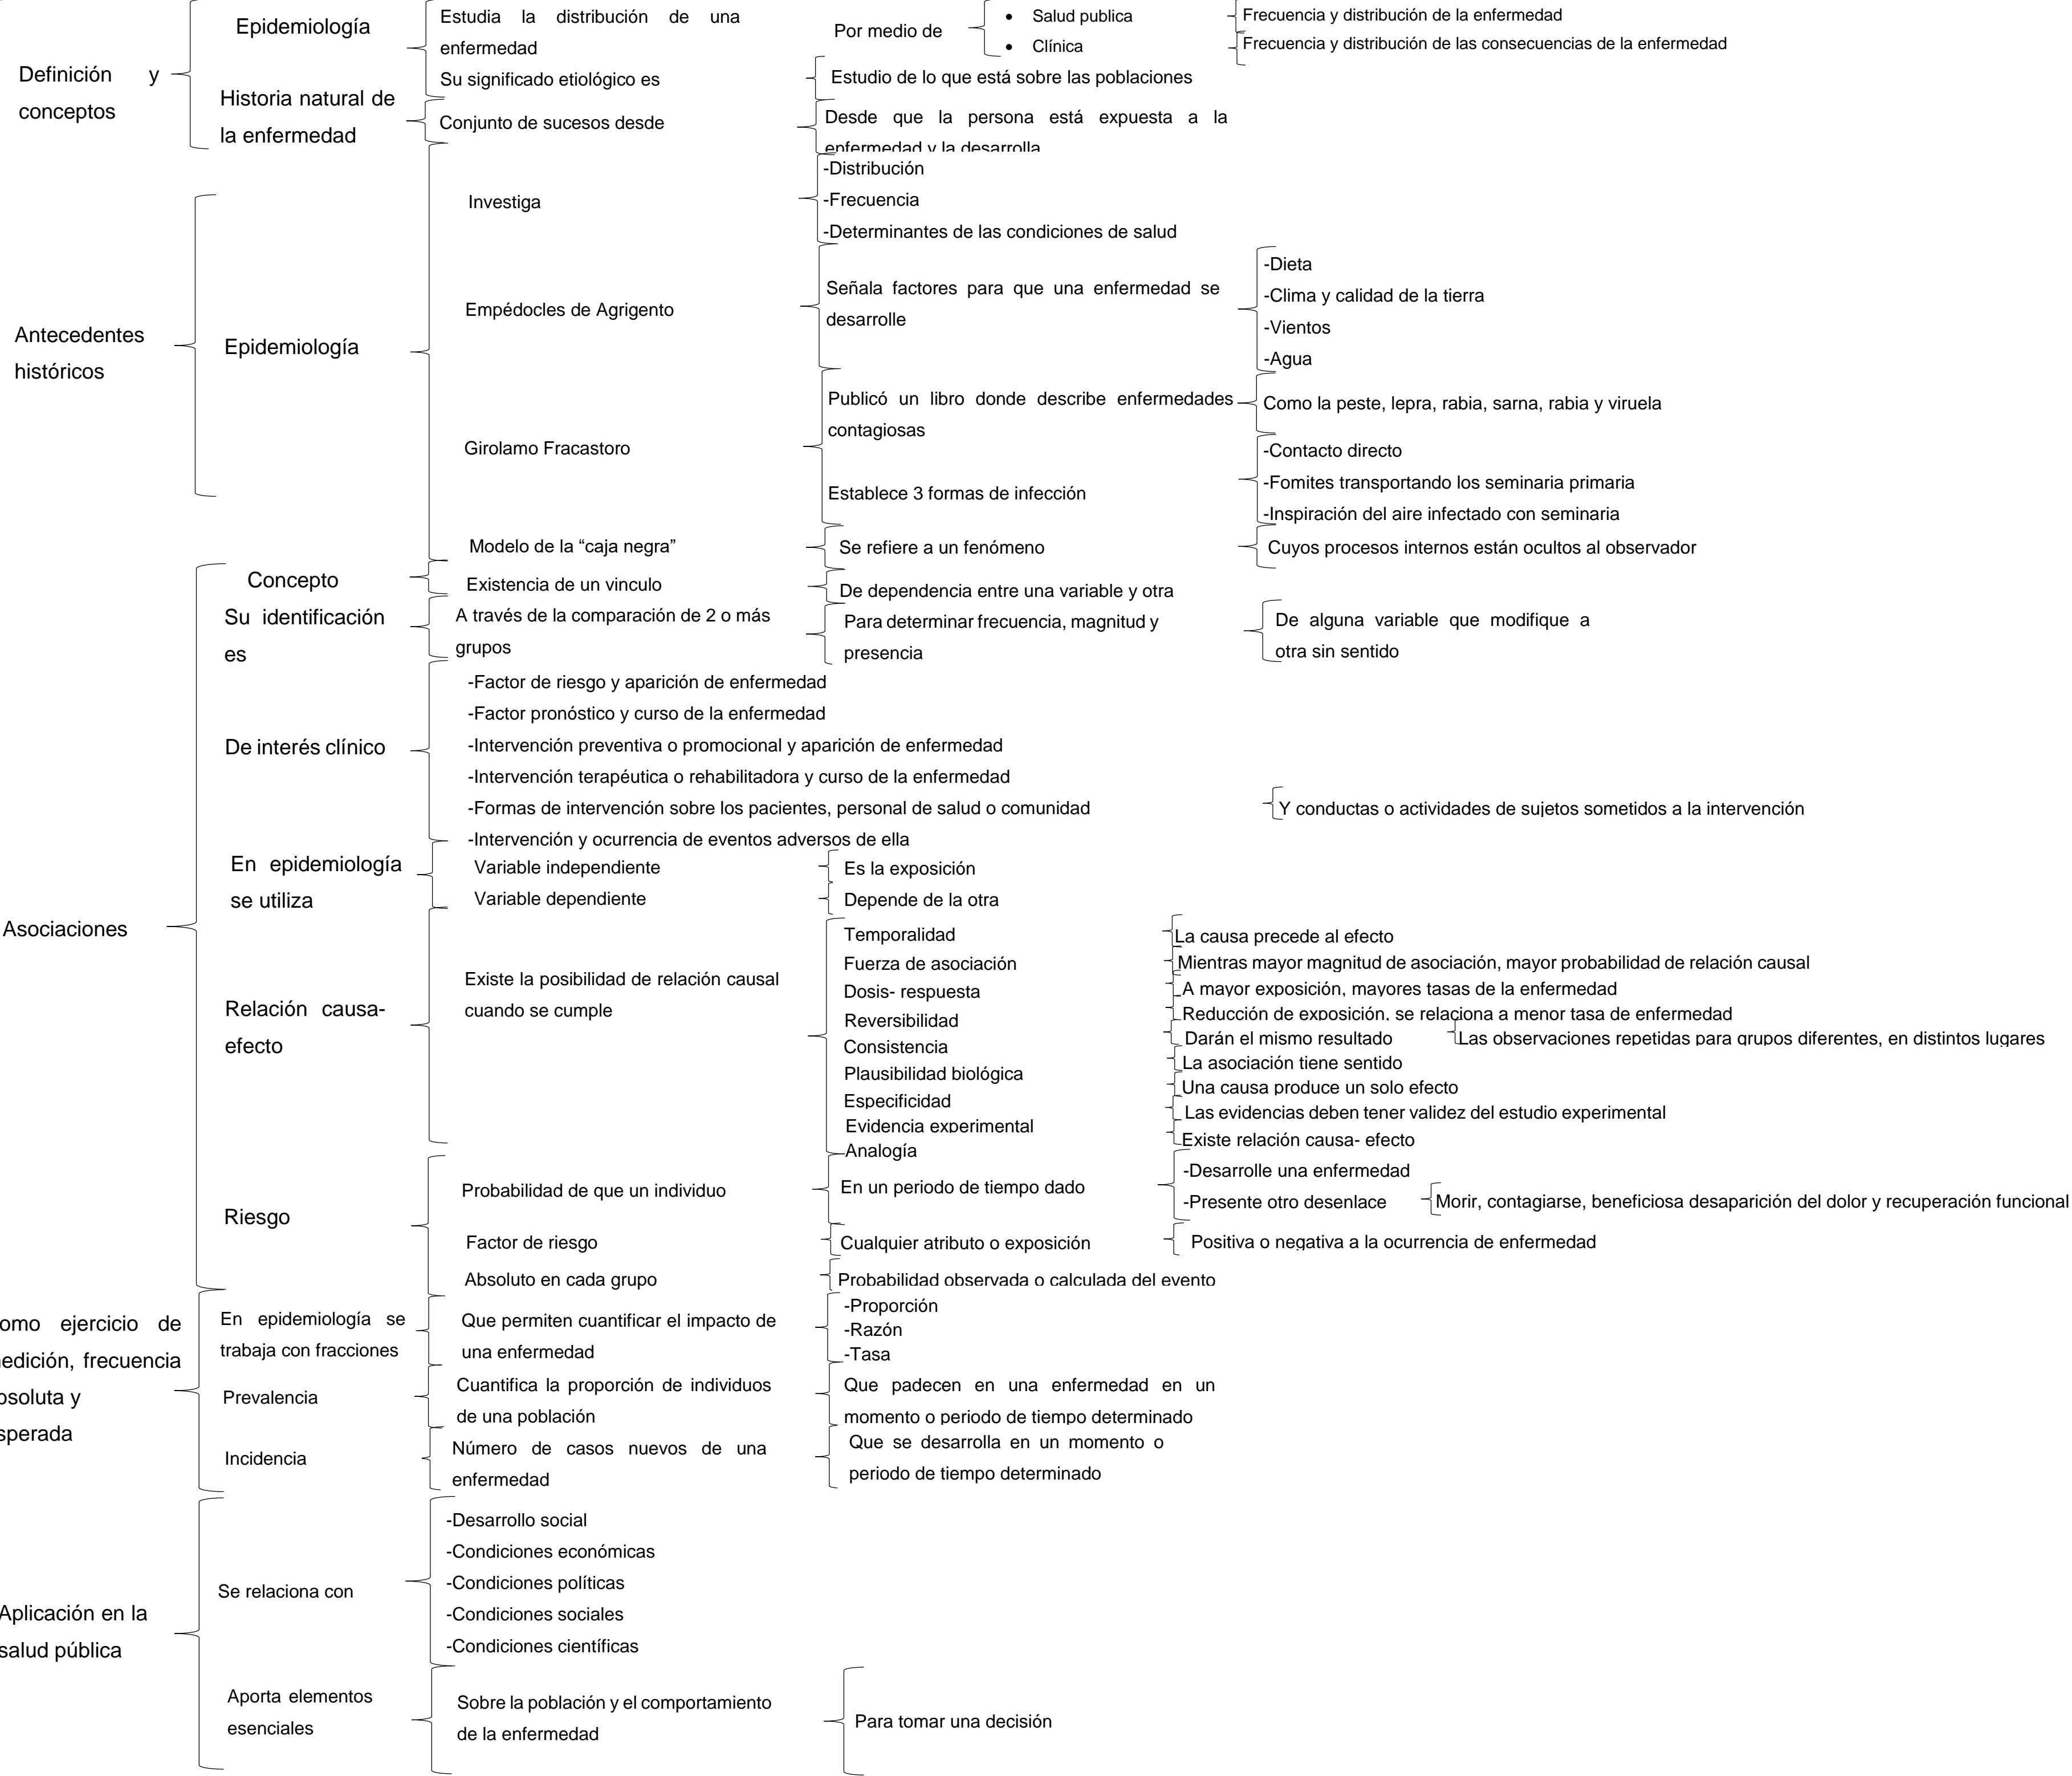 Definición y
conceptos
Epidemiología
Estudia la distribución de una
enfermedad
Por medio de
• Salud publica
• Clínica
Frecuencia y distribución de la enfermedad
Frecuencia y distribución de las consecuencias de la enfermedad
Su significado etiológico es
Estudio de lo que está sobre las poblaciones
Historia natural de
la enfermedad
Conjunto de sucesos desde
Desde que la persona está expuesta a la
enfermedad y la desarrolla
Antecedentes
históricos
Epidemiología
Investiga
-Distribución
-Frecuencia
-Determinantes de las condiciones de salud
Empédocles de Agrigento
Señala factores para que una enfermedad se
desarrolle
-Dieta
-Clima y calidad de la tierra
-Vientos
-Agua
Girolamo Fracastoro
Publicó un libro donde describe enfermedades
contagiosas
Como la peste, lepra, rabia, sarna, rabia y viruela
Establece 3 formas de infección
-Contacto directo
-Fomites transportando los seminaria primaria
-Inspiración del aire infectado con seminaria
Modelo de la “caja negra”
Se refiere a un fenómeno
Cuyos procesos internos están ocultos al observador
Asociaciones
Concepto
Existencia de un vinculo
De dependencia entre una variable y otra
Su identificación
es
A través de la comparación de 2 o más
grupos
Para determinar frecuencia, magnitud y
presencia
De alguna variable que modifique a
otra sin sentido
De interés clínico
-Factor de riesgo y aparición de enfermedad
-Factor pronóstico y curso de la enfermedad
-Intervención preventiva o promocional y aparición de enfermedad
-Intervención terapéutica o rehabilitadora y curso de la enfermedad
-Formas de intervención sobre los pacientes, personal de salud o comunidad
Y conductas o actividades de sujetos sometidos a la intervención
-Intervención y ocurrencia de eventos adversos de ella
En epidemiología
se utiliza
Variable independiente
Es la exposición
Variable dependiente
Depende de la otra
Relación causa-
efecto
Existe la posibilidad de relación causal
cuando se cumple
Temporalidad
La causa precede al efecto
Fuerza de asociación
Mientras mayor magnitud de asociación, mayor probabilidad de relación causal
Dosis- respuesta
A mayor exposición, mayores tasas de la enfermedad
Reversibilidad
Reducción de exposición, se relaciona a menor tasa de enfermedad
Consistencia
Darán el mismo resultado
Las observaciones repetidas para grupos diferentes, en distintos lugares
Plausibilidad biológica
La asociación tiene sentido
Especificidad
Una causa produce un solo efecto
Evidencia experimental
Las evidencias deben tener validez del estudio experimental
Analogía
Existe relación causa- efecto
Riesgo
Probabilidad de que un individuo
En un periodo de tiempo dado
-Desarrolle una enfermedad
-Presente otro desenlace
Morir, contagiarse, beneficiosa desaparición del dolor y recuperación funcional
Factor de riesgo
Cualquier atributo o exposición
Positiva o negativa a la ocurrencia de enfermedad
Absoluto en cada grupo
Probabilidad observada o calculada del evento
omo ejercicio de
edición, frecuencia
bsoluta y
sperada
En epidemiología se
trabaja con fracciones
Que permiten cuantificar el impacto de
una enfermedad
-Proporción
-Razón
-Tasa
Prevalencia
Cuantifica la proporción de individuos
de una población
Que padecen en una enfermedad en un
momento o periodo de tiempo determinado
Incidencia
Número de casos nuevos de una
enfermedad
Que se desarrolla en un momento o
periodo de tiempo determinado
Aplicación en la
salud pública
Se relaciona con
-Desarrollo social
-Condiciones económicas
-Condiciones políticas
-Condiciones sociales
-Condiciones científicas
Aporta elementos
esenciales
Sobre la población y el comportamiento
de la enfermedad
Para tomar una decisión